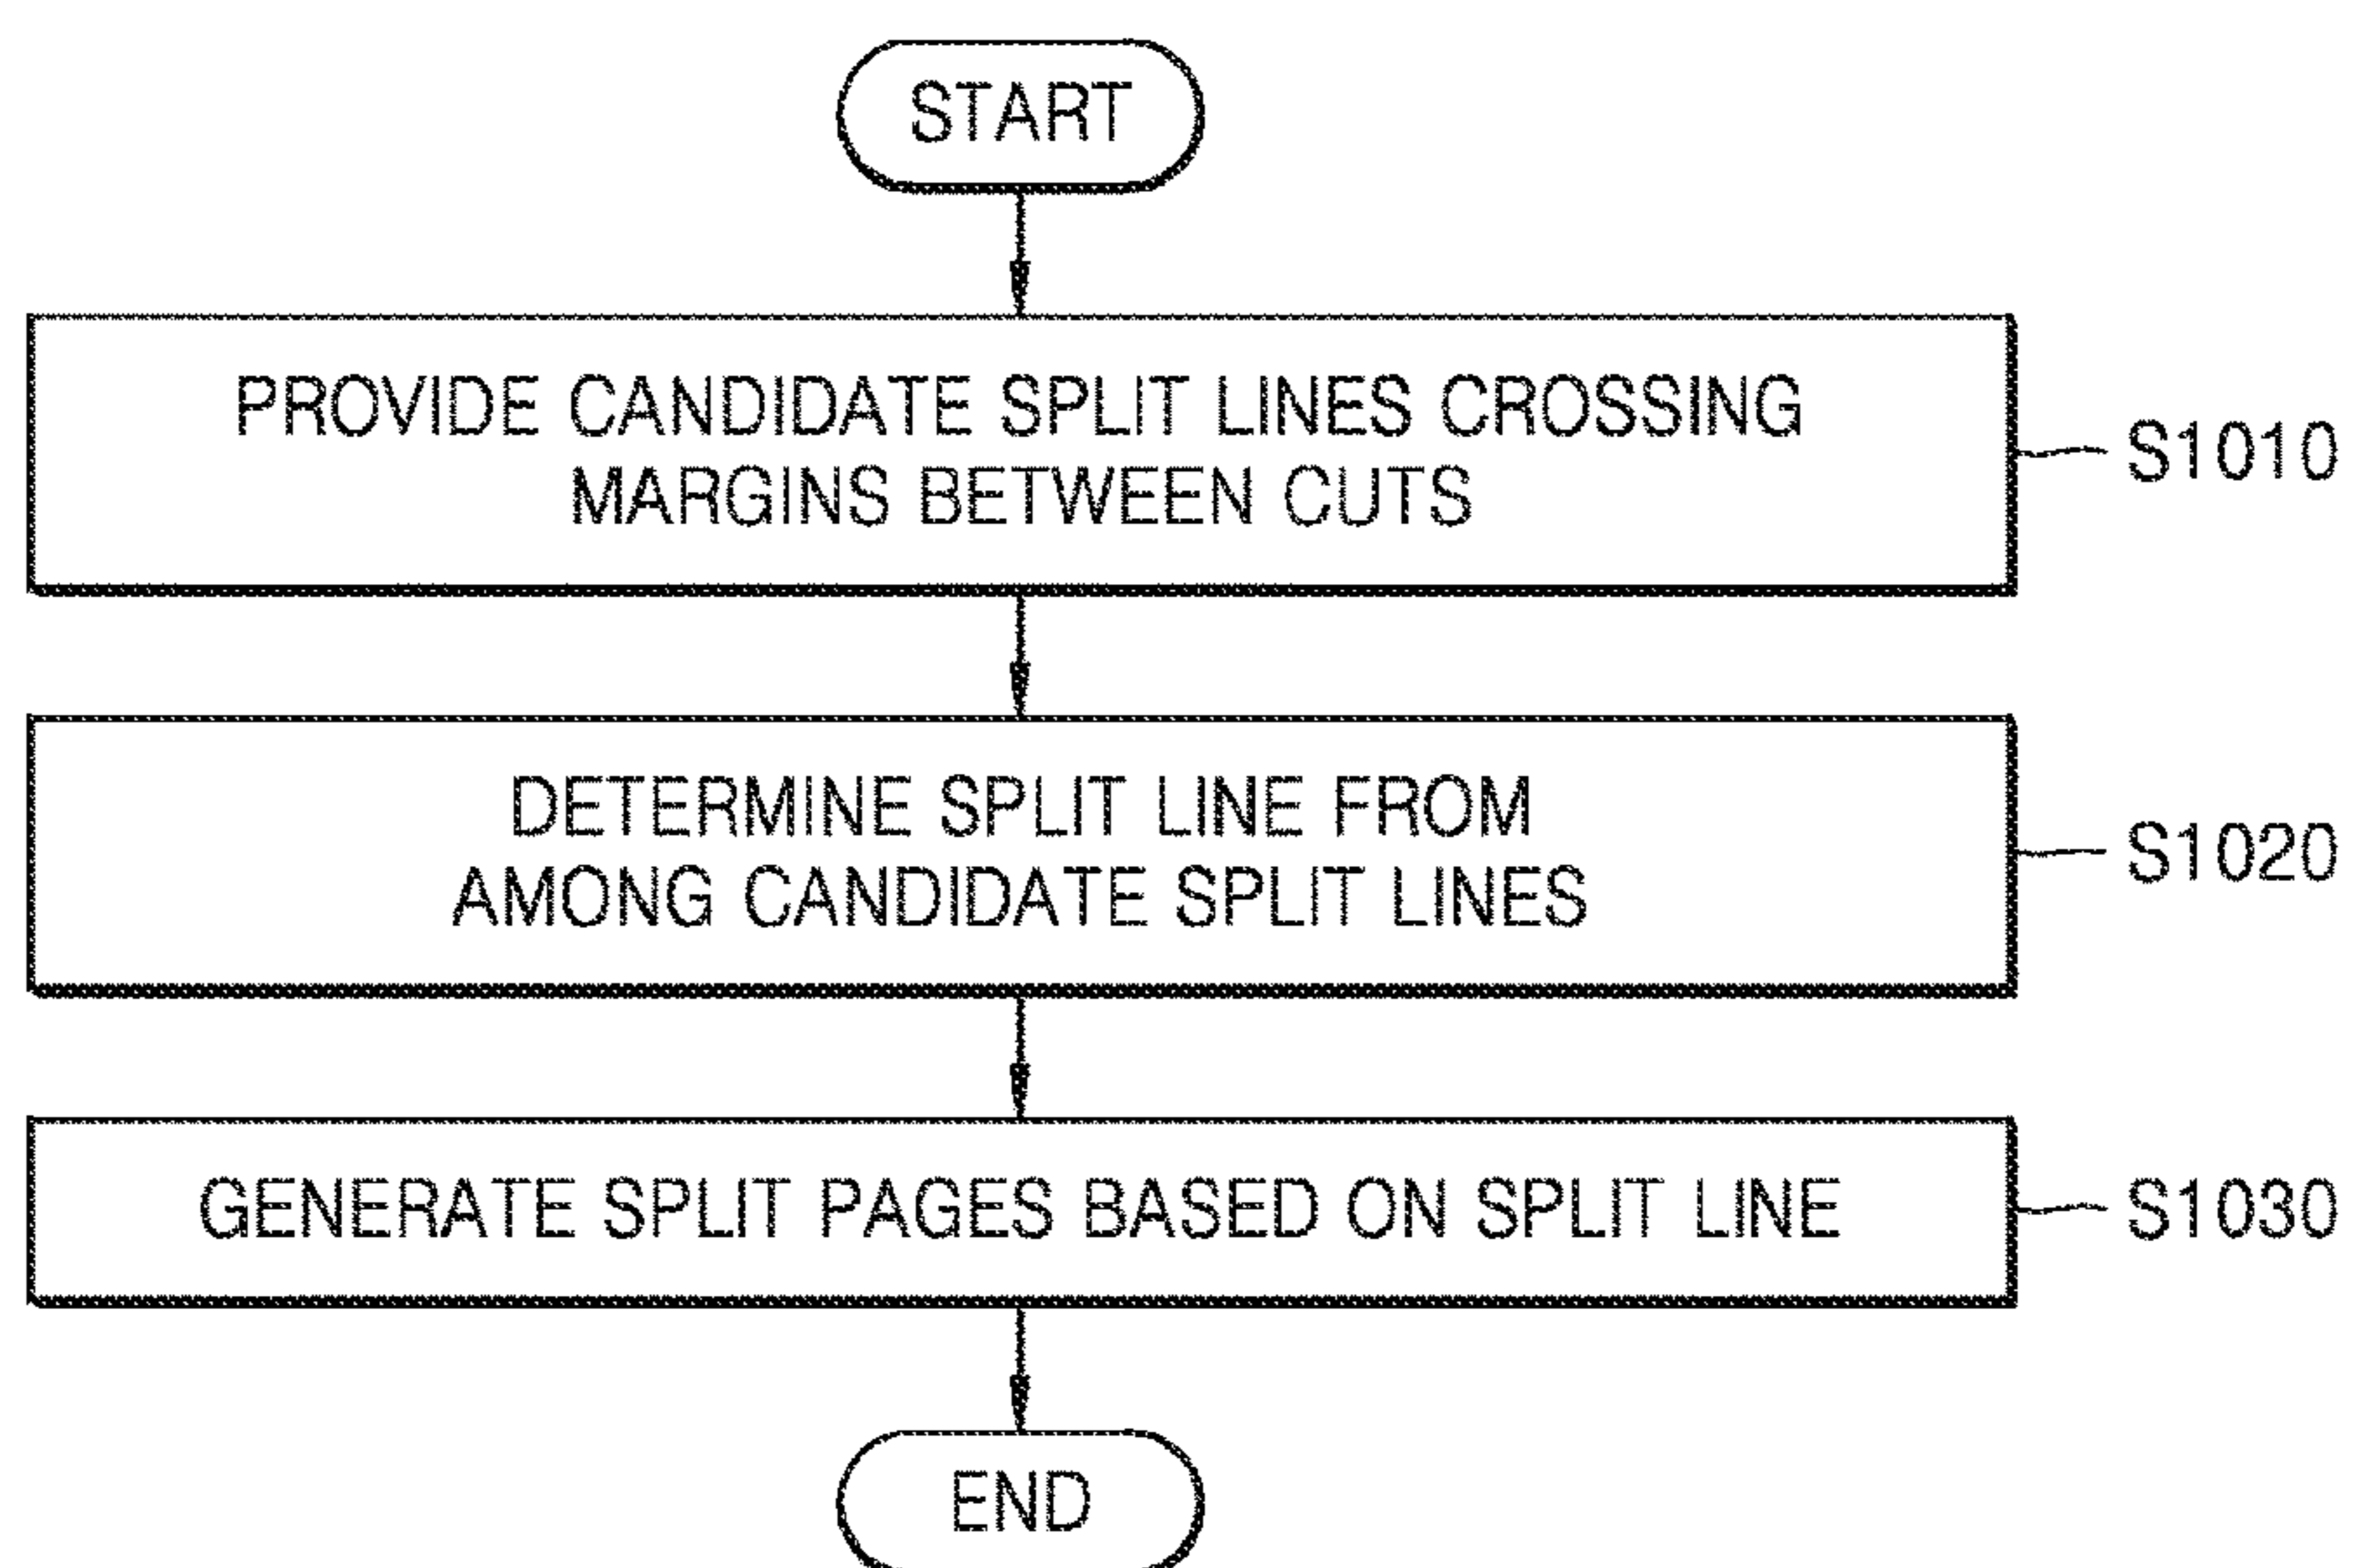 START
PROVIDE CANDIDATE SPLIT LINES CROSSING
MARGINS BETWEEN CUTS
S1010
DETERMINE SPLIT LINE FROM
AMONG CANDIDATE SPLIT LINES
S1020
GENERATE SPLIT PAGES BASED ON SPLIT LINE
S1030
END